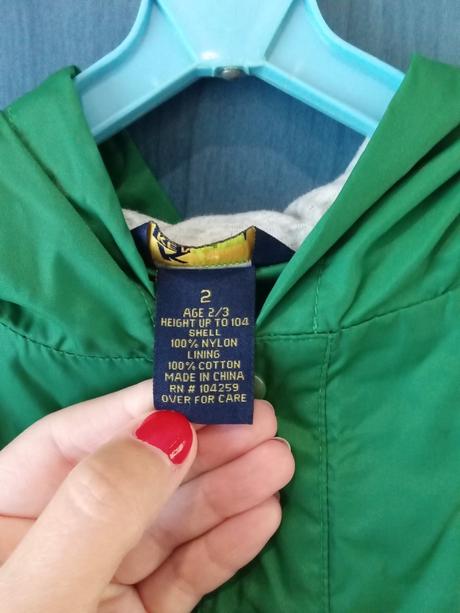 2
AGE 2/3
HEIGHT UP TO 104
SHELL
100% NYLON
LINING
100% COTTON
MADE IN CHINA
RN # 104259
OVER FOR CARE